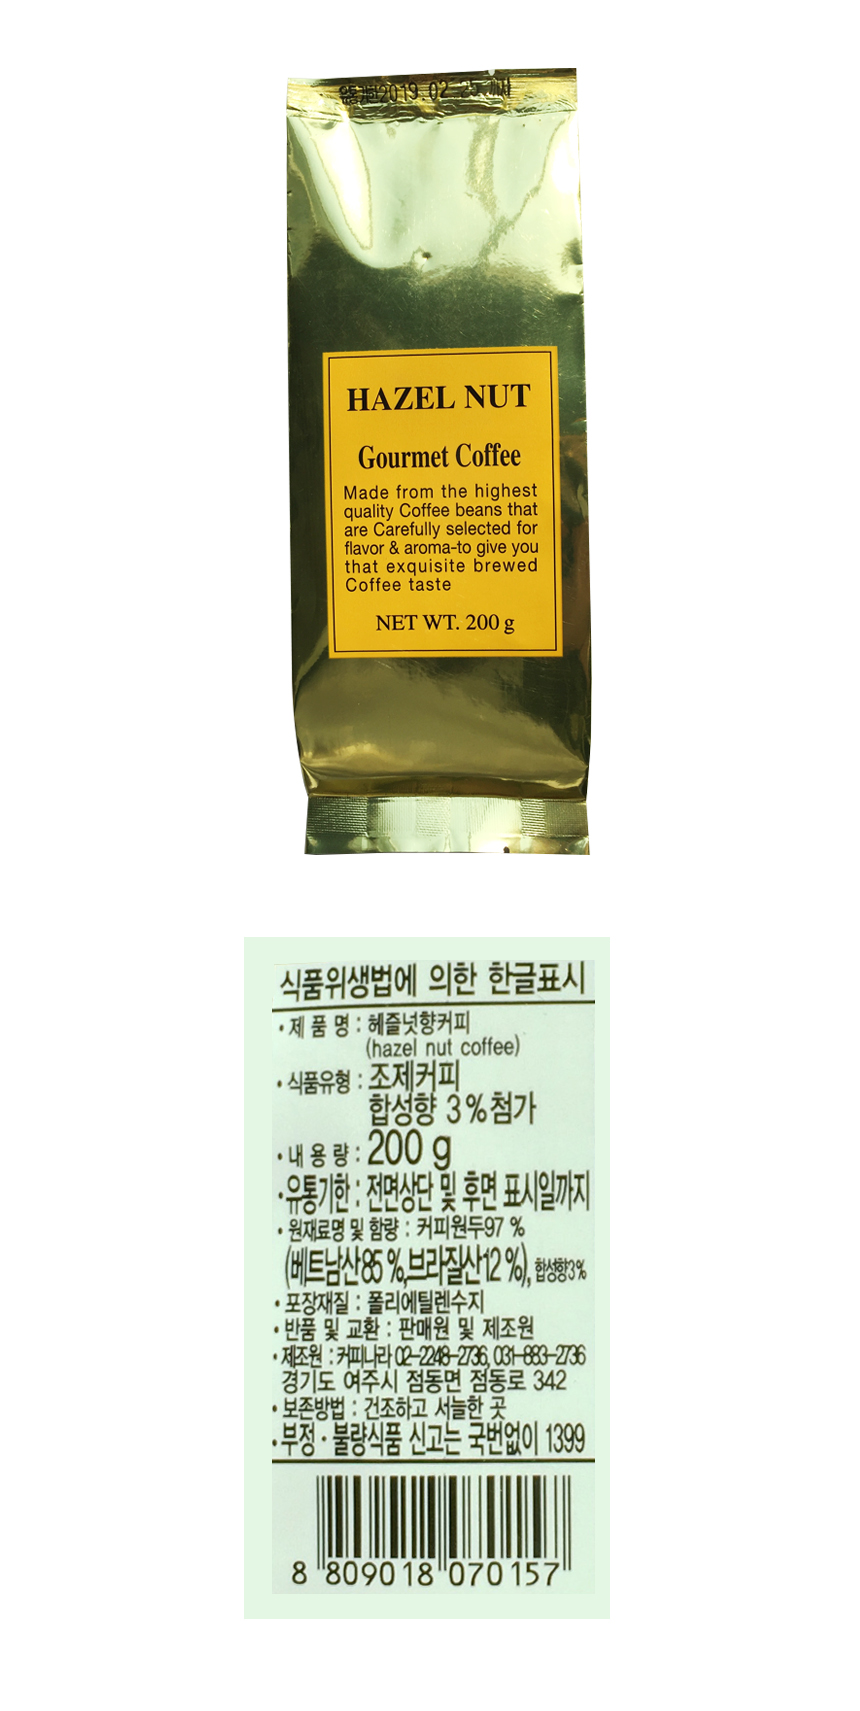 2019.02.25 까지
HAZEL NUT
Gourmet Coffee
Made from the highest
quality Coffee beans that
are Carefully selected for
flavor & aroma-to give you
that exquisite brewed
Coffee taste
NET WT. 200 g
식품위생법에 의한 한글표시
• 제 품 명 : 헤즐넛향커피
(hazel nut coffee)
• 식품유형 : 조제커피
합성향 3%첨가
• 내 용 량 : 200 g
• 유통기한 : 전면상단 및 후면 표시일까지
• 원재료명 및 함량 : 커피원두97 %
(베트남산85 %,브라질산12 %), 합성향3%
• 포장재질 : 폴리에틸렌수지
• 반품 및 교환 : 판매원 및 제조원
• 제조원 : 커피나라 02-2248-2736, 031-883-2736
경기도 여주시 점동면 점동로 342
• 보존방법 : 건조하고 서늘한 곳
• 부정 · 불량식품 신고는 국번없이 1399
8 809018 070157